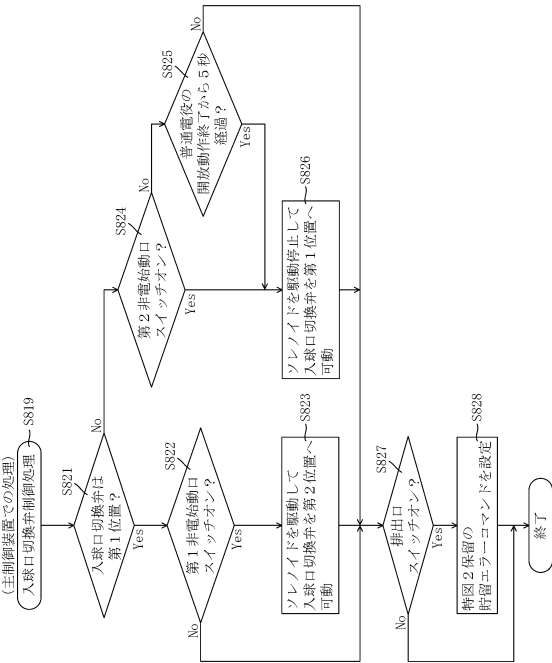 (主制御装置での処理)
入球口切換弁制御処理
S819
S821
入球口切換弁は
第1位置？
No
Yes
S822
第1非電始動口
スイッチオン？
No
Yes
S823
ソレノイドを駆動して
入球口切換弁を第2位置へ
可動
S824
第2非電始動口
スイッチオン？
No
Yes
S825
普通電役の
開放動作終了から5秒
経過？
No
Yes
S826
ソレノイドを駆動停止して
入球口切換弁を第1位置へ
可動
S827
排出口
スイッチオン？
No
Yes
S828
特図2保留の
貯留エラーコマンドを設定
終了